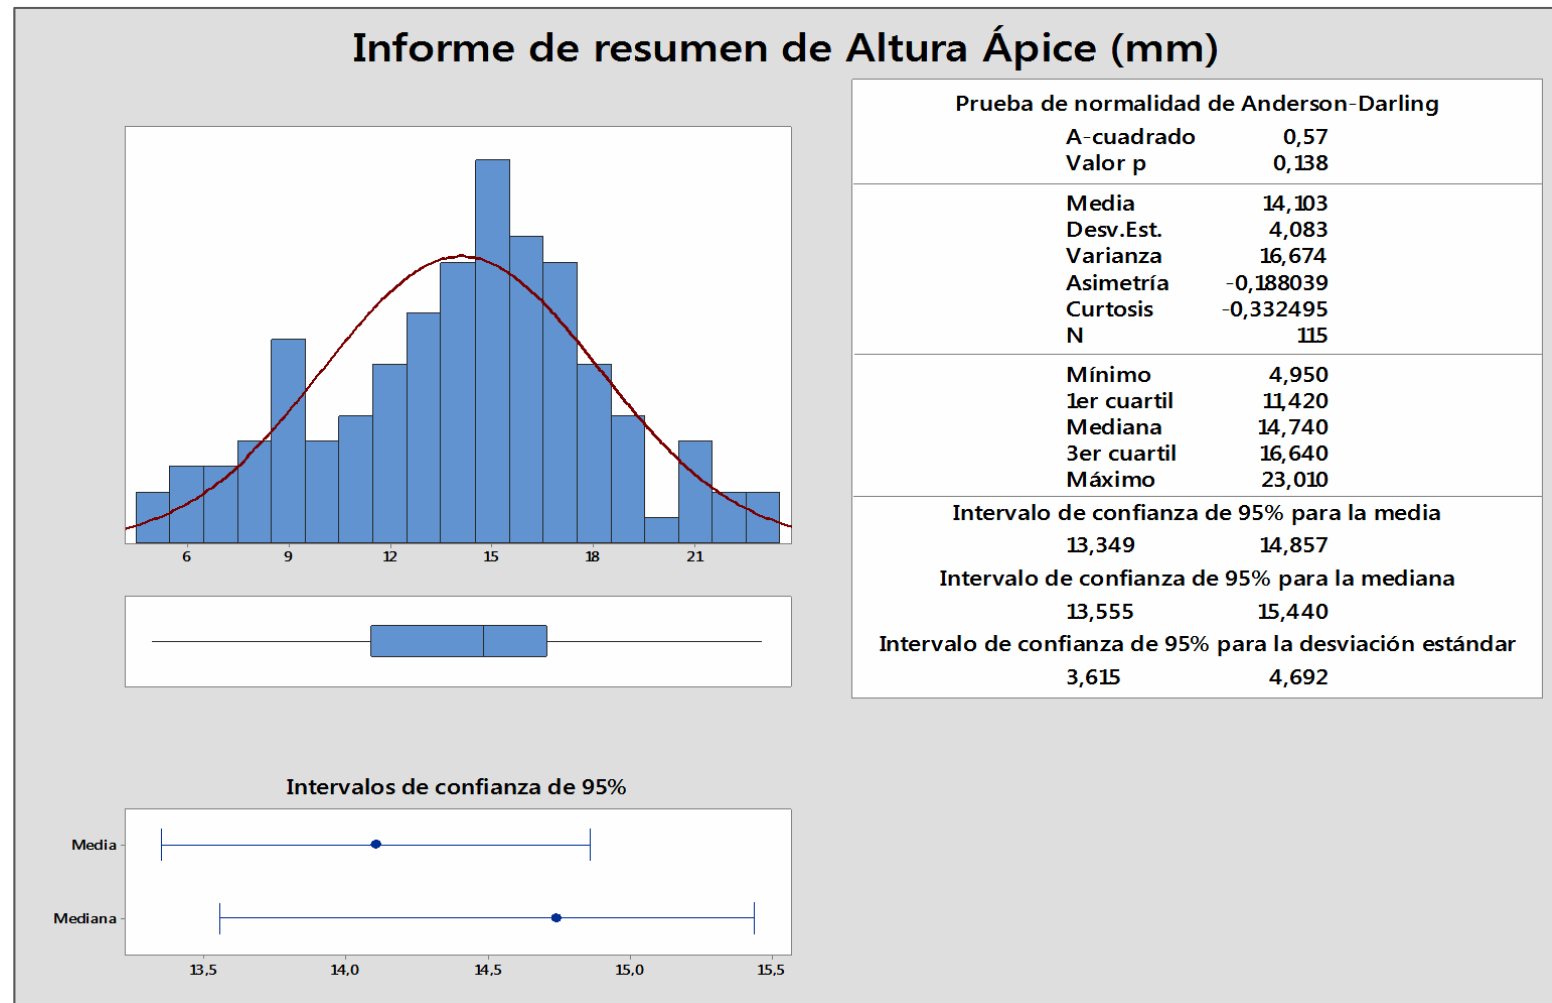 Informe de resumen de Altura Ápice (mm)
6 9 12 15 18 21
Intervalos de confianza de 95%
Media
Mediana
13,5 14,0 14,5 15,0 15,5
Prueba de normalidad de Anderson-Darling
A-cuadrado 0,57
Valor p 0,138
Media 14,103
Desv.Est. 4,083
Varianza 16,674
Asimetría -0,188039
Curtosis -0,332495
N 115
Mínimo 4,950
1er cuartil 11,420
Mediana 14,740
3er cuartil 16,640
Máximo 23,010
Intervalo de confianza de 95% para la media
13,349 14,857
Intervalo de confianza de 95% para la mediana
13,555 15,440
Intervalo de confianza de 95% para la desviación estándar
3,615 4,692